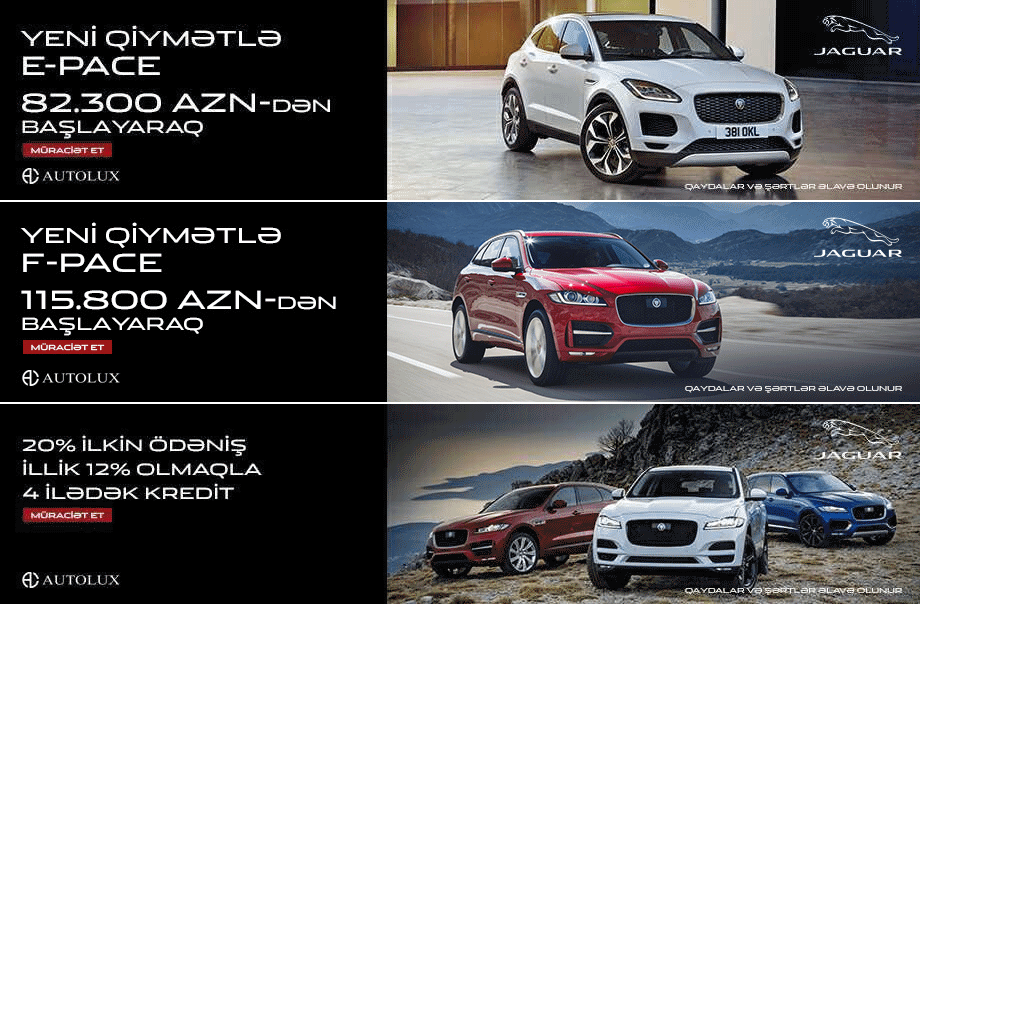 YENİ QİYMƏTLƏ
E-PACE
82.300 AZN-DƏN
BAŞLAYARAQ
MÜRACİƏT ET
AUTOLUX
JAGUAR
381 OKL
QAYDALAR VƏ ŞƏRTLƏR ƏLAVƏ OLUNUR
YENİ QİYMƏTLƏ
F-PACE
115.800 AZN-DƏN
BAŞLAYARAQ
MÜRACİƏT ET
AUTOLUX
JAGUAR
QAYDALAR VƏ ŞƏRTLƏR ƏLAVƏ OLUNUR
20% İLKİN ÖDƏNİŞ
İLLİK 12% OLMAQLA
4 İLƏDƏK KREDİT
MÜRACİƏT ET
AUTOLUX
JAGUAR
QAYDALAR VƏ ŞƏRTLƏR ƏLAVƏ OLUNUR